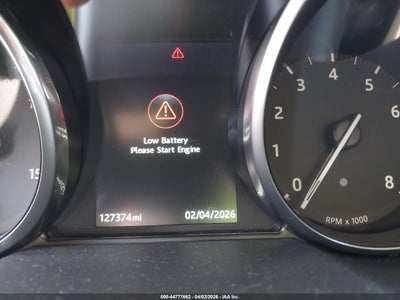 Low Battery
Please Start Engine
127374mi
02/04/2026
0 1 2 3 4 5 6 7 8
RPM x 1000
000-44777662 - 04/02/2026 - IAA Inc.